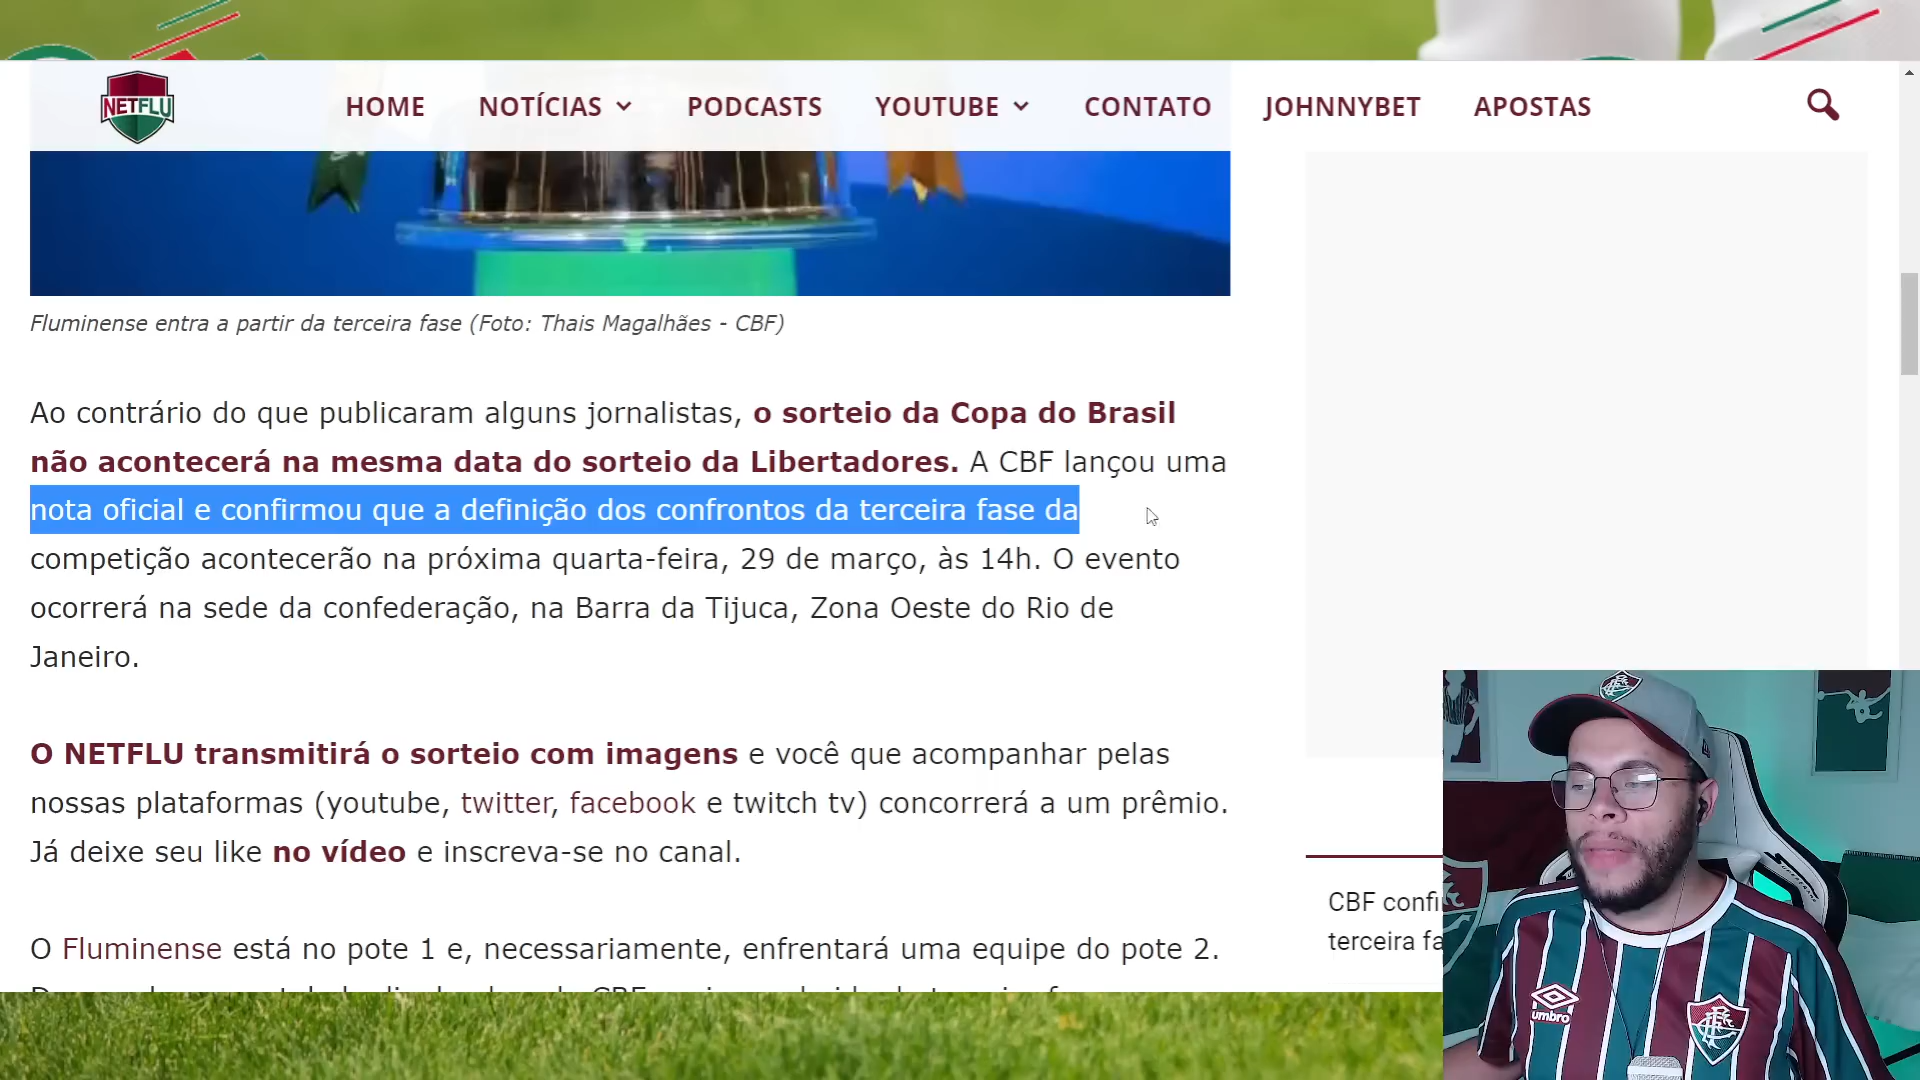 NETFLU
HOME
NOTÍCIAS
PODCASTS
YOUTUBE
CONTATO
JOHNNYBET
APOSTAS
Fluminense entra a partir da terceira fase (Foto: Thais Magalhães - CBF)
Ao contrário do que publicaram alguns jornalistas, o sorteio da Copa do Brasil
não acontecerá na mesma data do sorteio da Libertadores. A CBF lançou uma
nota oficial e confirmou que a definição dos confrontos da terceira fase da
competição acontecerão na próxima quarta-feira, 29 de março, às 14h. O evento
ocorrerá na sede da confederação, na Barra da Tijuca, Zona Oeste do Rio de
Janeiro.
O NETFLU transmitirá o sorteio com imagens e você que acompanhar pelas
nossas plataformas (youtube, twitter, facebook e twitch tv) concorrerá a um prêmio.
Já deixe seu like no vídeo e inscreva-se no canal.
O Fluminense está no pote 1 e, necessariamente, enfrentará uma equipe do pote 2.
CBF confi
terceira fa
umbro